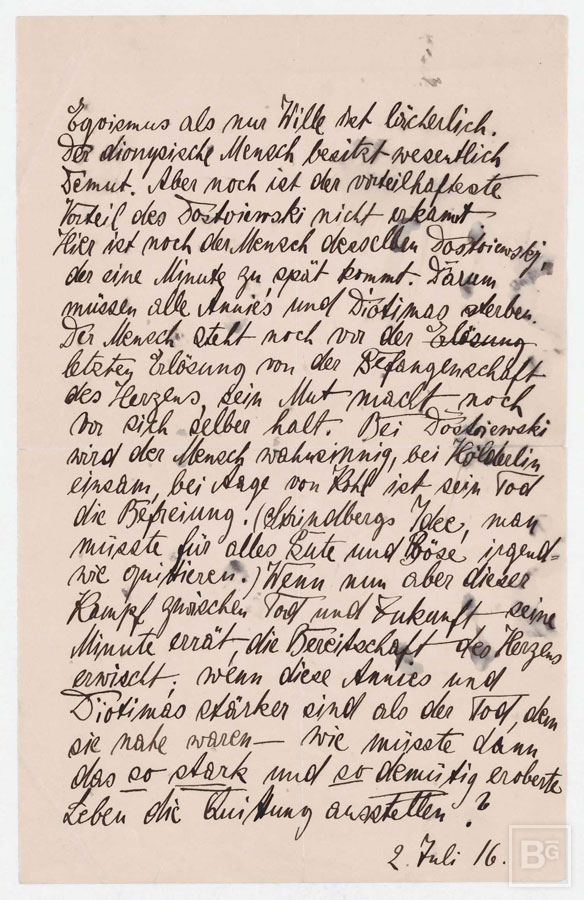 Egoismus als nur Wille ist lächerlich.
Der dionysische Mensch besitzt wesentlich
Demut. Aber noch ist der vorteilhafteste
Vorteil des Dostoiewski nicht erkannt
Hier ist noch der Mensch desselben Dostoiewski,
der eine Minute zu spät kommt. Darum
müssen alle Annies und Diotimas sterben.
Der Mensch steht noch vor der Erlösung
letzten Erlösung von der Befangenschaft
des Herzens, sein Mut macht noch
vor sich selber halt. Bei Dostoiewski
wird der Mensch wahnsinnig, bei Hölderlin
einsam, bei Aage von Kohl ist sein Tod
die Befreiung. (Strindbergs Idee, man
müsste für alles Gute und Böse irgend=
wie quittieren.) Wenn nun aber dieser
Kampf zwischen Tod und Zukunft seine
Minute errät, die Bereitschaft des Herzens
erwischt; wenn diese Annies und
Diotimas stärker sind als der Tod, dem
sie nahe waren — wie müsste dann
das so stark und so demütig eroberte
Leben die Quittung ausstellen?
2. Juli 16.
BG